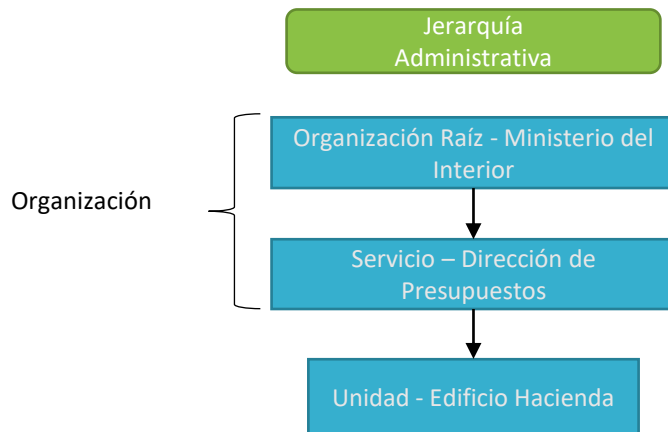 Jerarquía
Administrativa
Organización Raíz - Ministerio del
Interior
Organización
Servicio – Dirección de
Presupuestos
Unidad - Edificio Hacienda